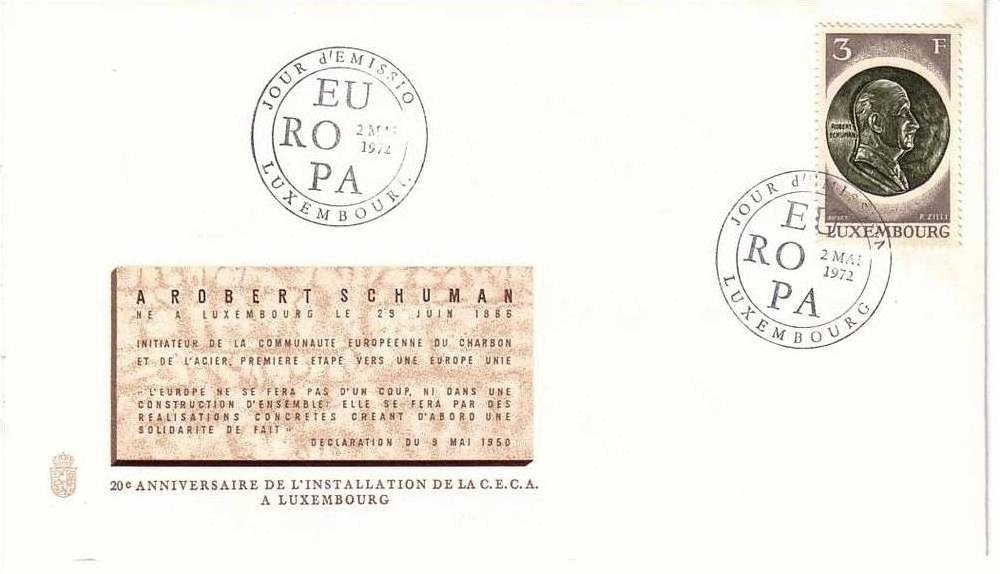 JOUR d'EMISSIO
EU
RO
2 MAI
1972
PA
LUXEMBOURG
3 F
ROBERT
SCHUMAN
P. ZILLI
LUXEMBOURG
JOUR d'EMISS
EU
RO
2 MAI
1972
PA
LUXEMBOURG
A ROBERT SCHUMAN
NE A LUXEMBOURG LE 29 JUIN 1886
INITIATEUR DE LA COMMUNAUTE EUROPEENNE DU CHARBON
ET DE L'ACIER, PREMIERE ETAPE VERS UNE EUROPE UNIE
"L'EUROPE NE SE FERA PAS D'UN COUP, NI DANS UNE
CONSTRUCTION D'ENSEMBLE: ELLE SE FERA PAR DES
REALISATIONS CONCRETES CREANT D'ABORD UNE
SOLIDARITE DE FAIT"
DECLARATION DU 9 MAI 1950
20e ANNIVERSAIRE DE L'INSTALLATION DE LA C.E.C.A.
A LUXEMBOURG